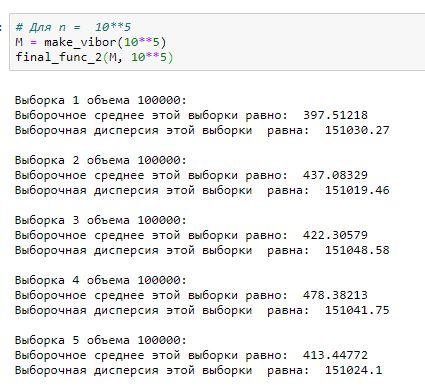 # Для n = 10**5
M = make_vibor(10**5)
final_func_2(M, 10**5)
Выборка 1 объема 100000:
Выборочное среднее этой выборки равно: 397.51218
Выборочная дисперсия этой выборки равна: 151030.27
Выборка 2 объема 100000:
Выборочное среднее этой выборки равно: 437.08329
Выборочная дисперсия этой выборки равна: 151019.46
Выборка 3 объема 100000:
Выборочное среднее этой выборки равно: 422.30579
Выборочная дисперсия этой выборки равна: 151048.58
Выборка 4 объема 100000:
Выборочное среднее этой выборки равно: 478.38213
Выборочная дисперсия этой выборки равна: 151041.75
Выборка 5 объема 100000:
Выборочное среднее этой выборки равно: 413.44772
Выборочная дисперсия этой выборки равна: 151024.1